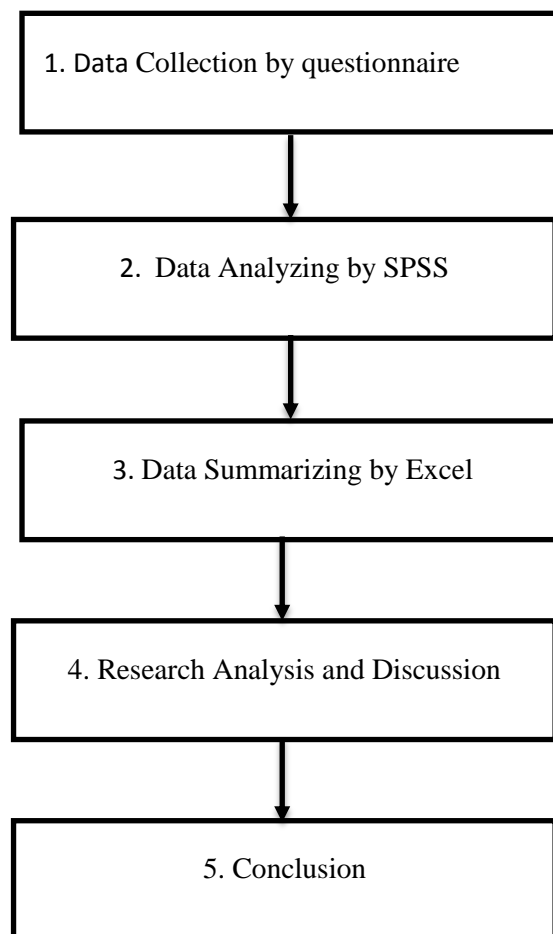 1. Data Collection by questionnaire
2. Data Analyzing by SPSS
3. Data Summarizing by Excel
4. Research Analysis and Discussion
5. Conclusion